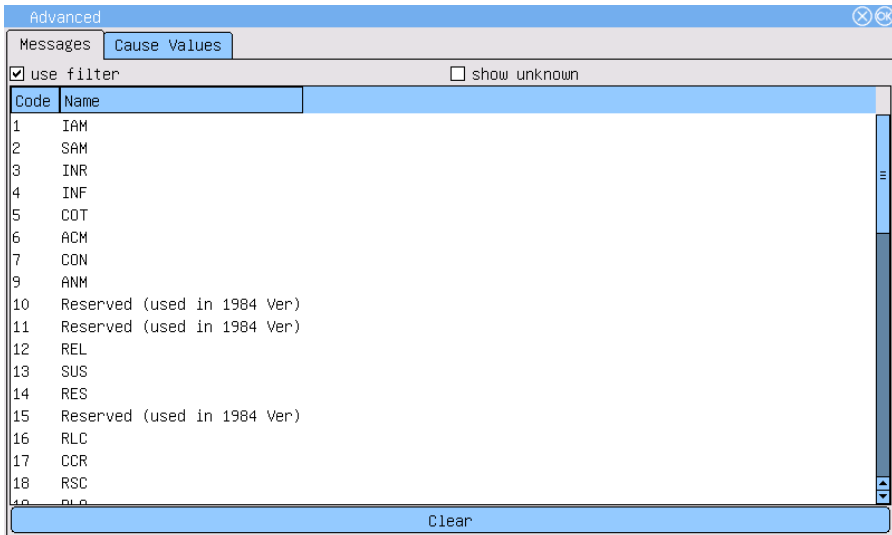 Advanced
OK
Messages Cause Values
use filter show unknown
Code Name
1 IAM
2 SAM
3 INR
4 INF
5 COT
6 ACM
7 CON
9 ANM
10 Reserved (used in 1984 Ver)
11 Reserved (used in 1984 Ver)
12 REL
13 SUS
14 RES
15 Reserved (used in 1984 Ver)
16 RLC
17 CCR
18 RSC
Clear